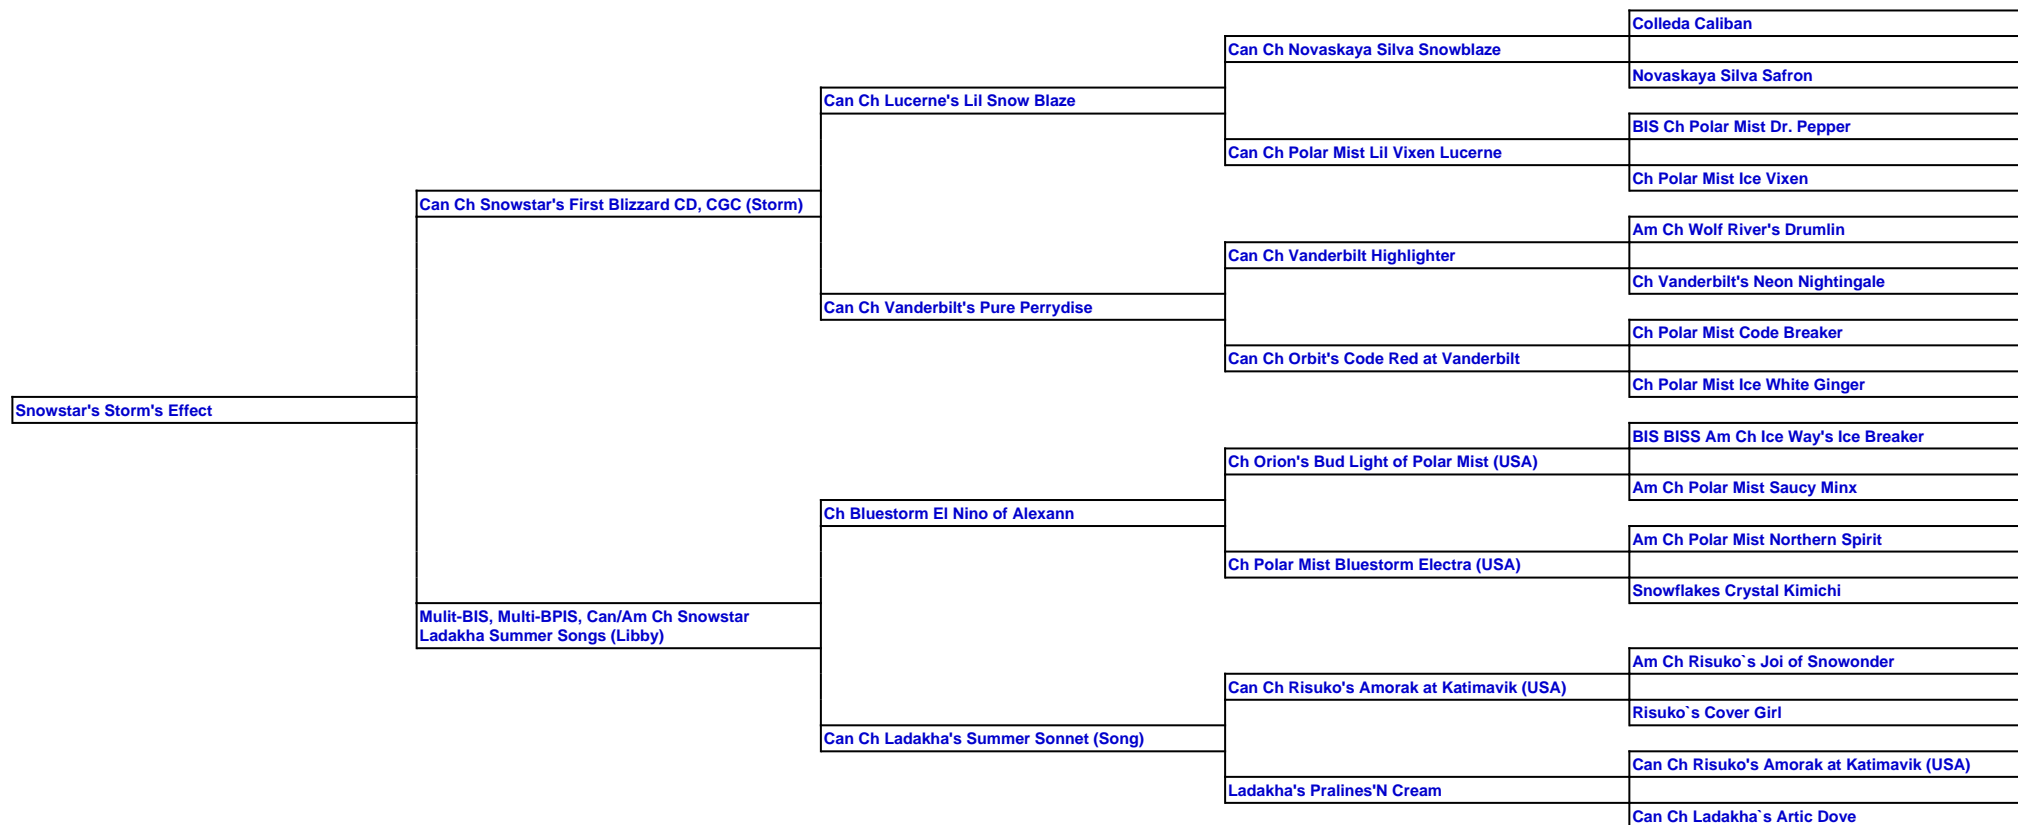 Colleda Caliban
Can Ch Novaskaya Silva Snowblaze
Novaskaya Silva Safron
Can Ch Lucerne's Lil Snow Blaze
BIS Ch Polar Mist Dr. Pepper
Can Ch Polar Mist Lil Vixen Lucerne
Ch Polar Mist Ice Vixen
Can Ch Snowstar's First Blizzard CD, CGC (Storm)
Am Ch Wolf River's Drumlin
Can Ch Vanderbilt Highlighter
Ch Vanderbilt's Neon Nightingale
Can Ch Vanderbilt's Pure Perrydise
Ch Polar Mist Code Breaker
Can Ch Orbit's Code Red at Vanderbilt
Ch Polar Mist Ice White Ginger
Snowstar's Storm's Effect
BIS BISS Am Ch Ice Way's Ice Breaker
Ch Orion's Bud Light of Polar Mist (USA)
Am Ch Polar Mist Saucy Minx
Ch Bluestorm El Nino of Alexann
Am Ch Polar Mist Northern Spirit
Ch Polar Mist Bluestorm Electra (USA)
Snowflakes Crystal Kimichi
Mulit-BIS, Multi-BPIS, Can/Am Ch Snowstar
Ladakha Summer Songs (Libby)
Am Ch Risuko`s Joi of Snowonder
Can Ch Risuko's Amorak at Katimavik (USA)
Risuko`s Cover Girl
Can Ch Ladakha's Summer Sonnet (Song)
Can Ch Risuko's Amorak at Katimavik (USA)
Ladakha's Pralines'N Cream
Can Ch Ladakha`s Artic Dove